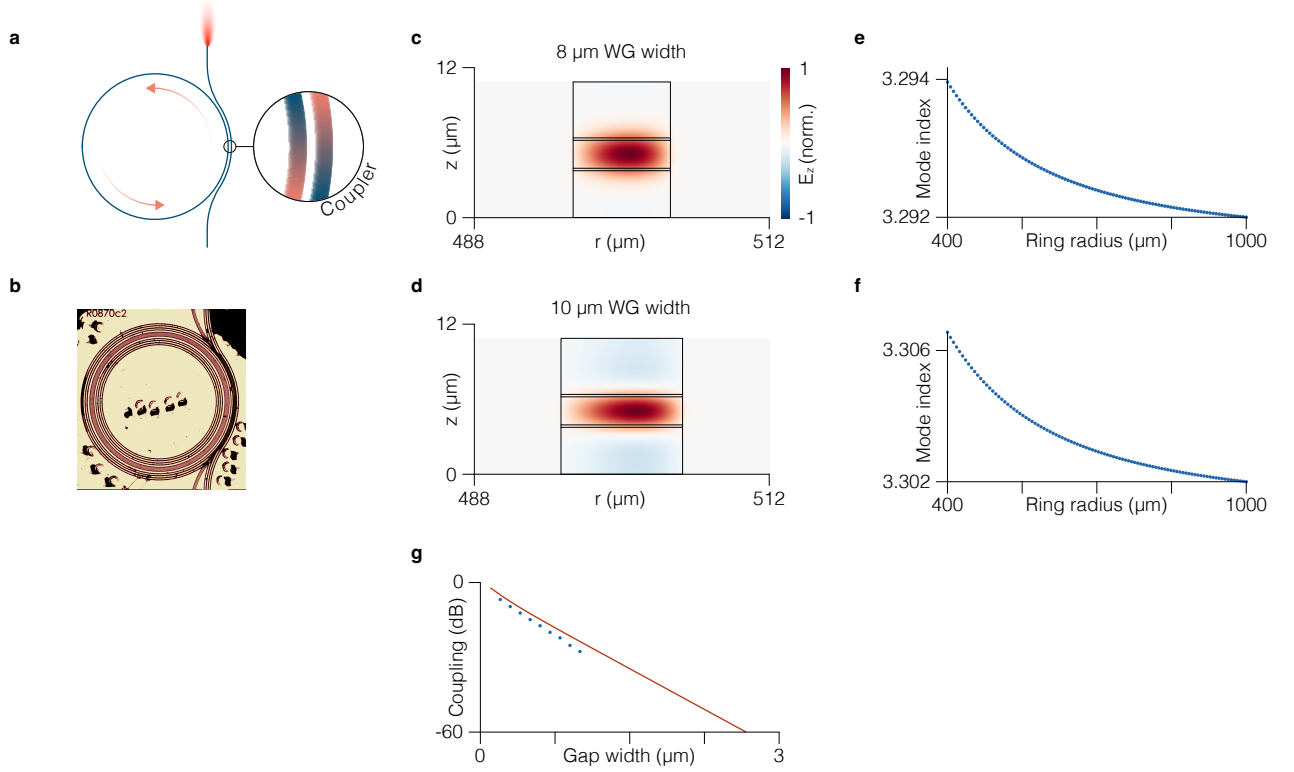 a
Coupler
b
R0870c2
c
8 µm WG width
12
z (µm)
0
488
r (µm)
512
1
Ez (norm.)
-1
d
10 µm WG width
12
z (µm)
0
488
r (µm)
512
e
3.294
Mode index
3.292
400
Ring radius (µm)
1000
f
3.306
Mode index
3.302
400
Ring radius (µm)
1000
g
0
Coupling (dB)
-60
0
Gap width (µm)
3